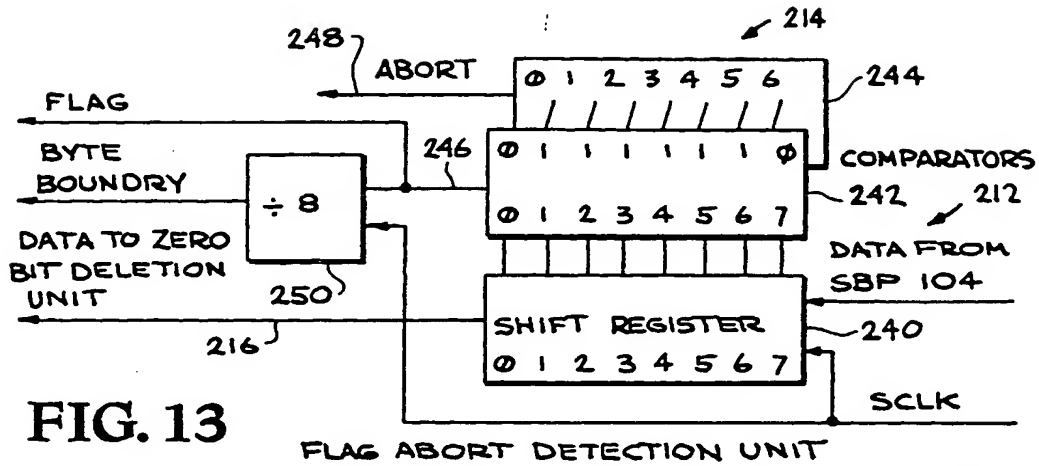 214
248
ABORT
Ø 1 2 3 4 5 6
244
FLAG
246
Ø 1 1 1 1 1 1 Ø
COMPARATORS
BYTE
BOUNDRY
÷ 8
242
212
Ø 1 2 3 4 5 6 7
DATA TO ZERO
BIT DELETION
UNIT
250
DATA FROM
SBP 104
216
SHIFT REGISTER
240
Ø 1 2 3 4 5 6 7
SCLK
FIG. 13
FLAG ABORT DETECTION UNIT